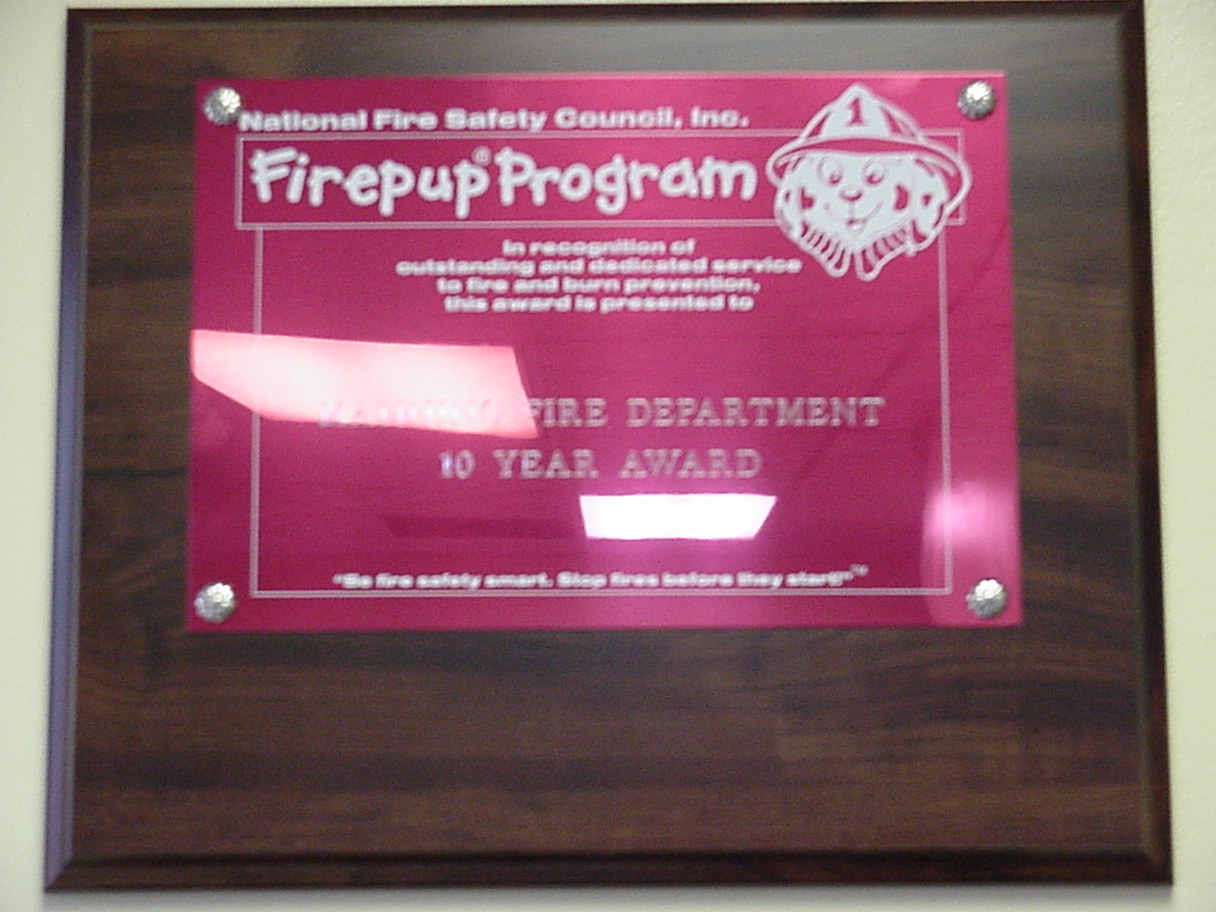 National Fire Safety Council, Inc.
Firepup® Program
1
In recognition of
outstanding and dedicated service
to fire and burn prevention,
this award is presented to
FIRE DEPARTMENT
10 YEAR AWARD
"Be fire safety smart. Stop fires before they start!"™